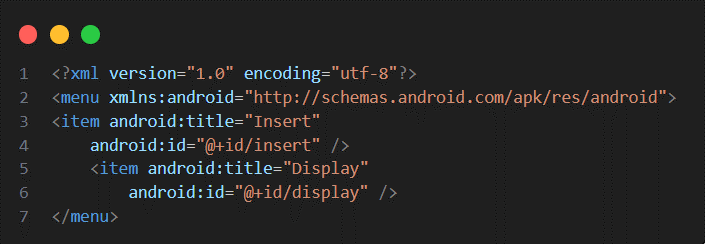 1 <?xml version="1.0" encoding="utf-8"?>
2 <menu xmlns:android="http://schemas.android.com/apk/res/android">
3 <item android:title="Insert"
4     android:id="@+id/insert" />
5     <item android:title="Display"
6         android:id="@+id/display" />
7 </menu>